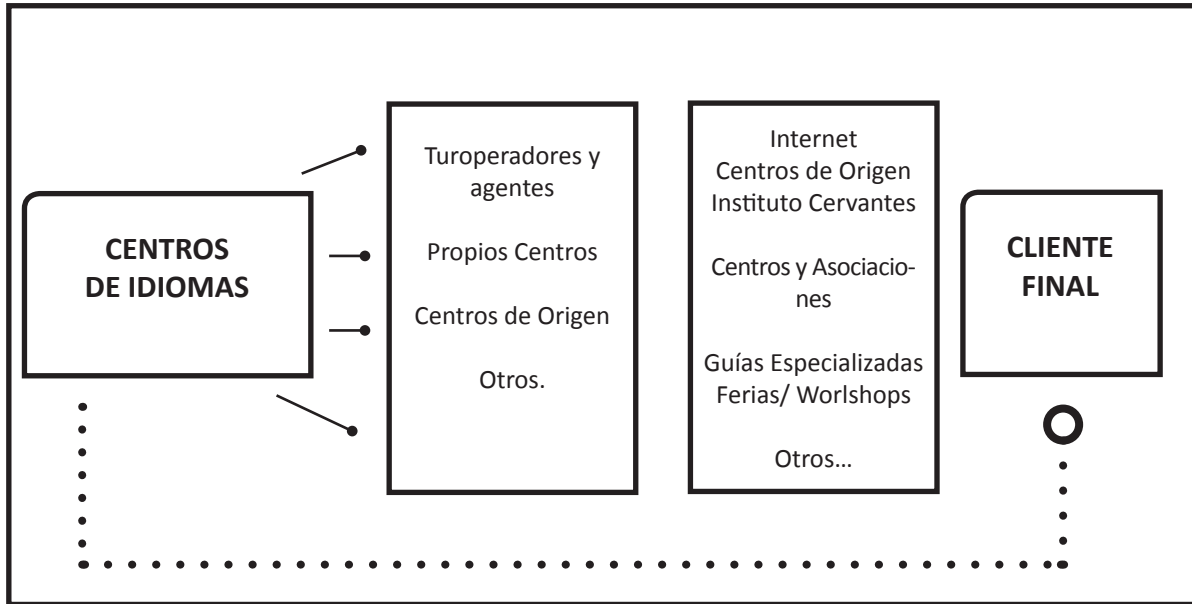 CENTROS
DE IDIOMAS
Turoperadores y
agentes
Propios Centros
Centros de Origen
Otros.
Internet
Centros de Origen
Instituto Cervantes
Centros y Asociacio-
nes
Guías Especializadas
Ferias/ Worlshops
Otros...
CLIENTE
FINAL